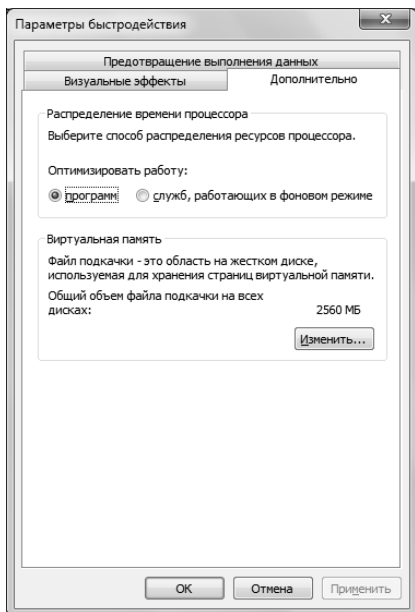 Параметры быстродействия
Предотвращение выполнения данных
Визуальные эффекты
Дополнительно
Распределение времени процессора
Выберите способ распределения ресурсов процессора.
Оптимизировать работу:
программ
служб, работающих в фоновом режиме
Виртуальная память
Файл подкачки - это область на жестком диске,
используемая для хранения страниц виртуальной памяти.
Общий объем файла подкачки на всех
дисках:
2560 МБ
Изменить...
ОК
Отмена
Применить